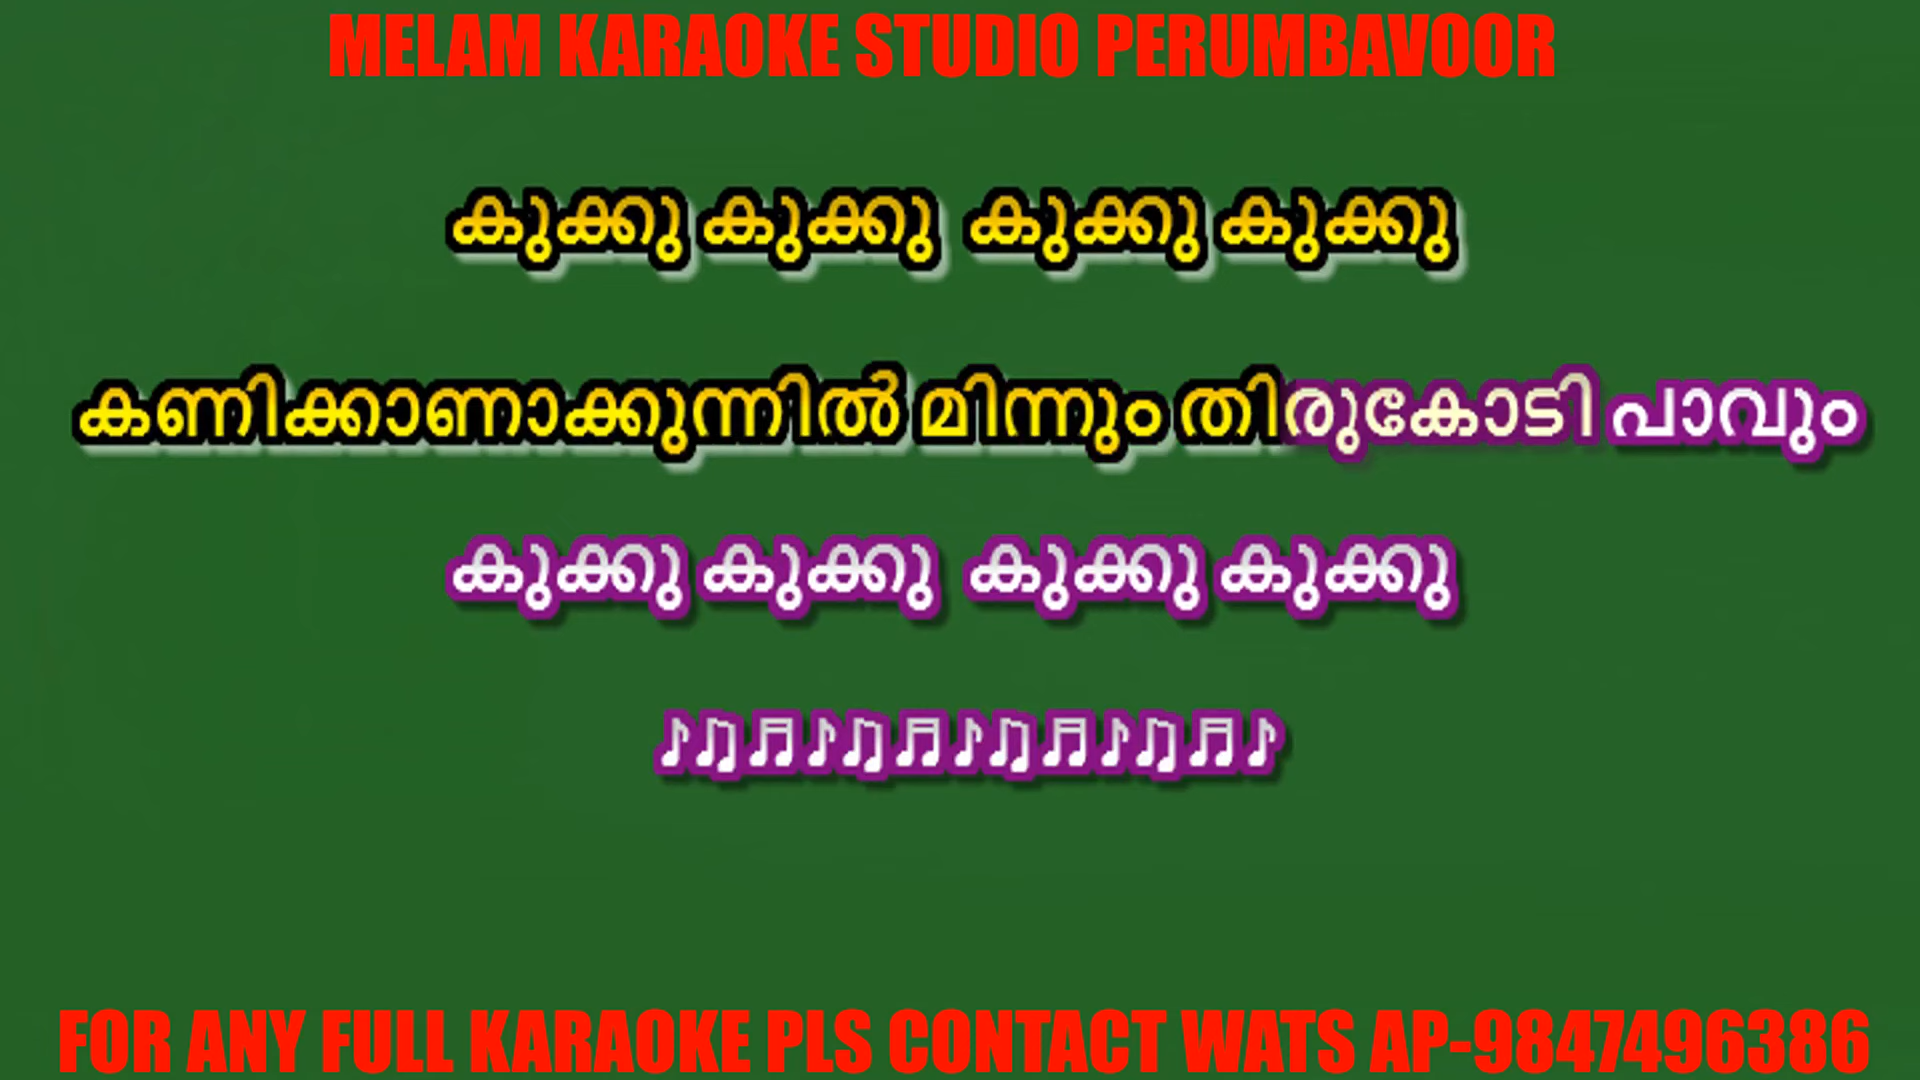 MELAM KARAOKE STUDIO PERUMBAVOOR
കുക്കു കുക്കു കുക്കു കുക്കു
കണിക്കാണാക്കുന്നിൽ മിന്നും തിരുകോടി പാവും
കുക്കു കുക്കു കുക്കു കുക്കു
♪♫♬♪♫♬♪♫♬♪♫♬♪
FOR ANY FULL KARAOKE PLS CONTACT WATS AP-9847496386